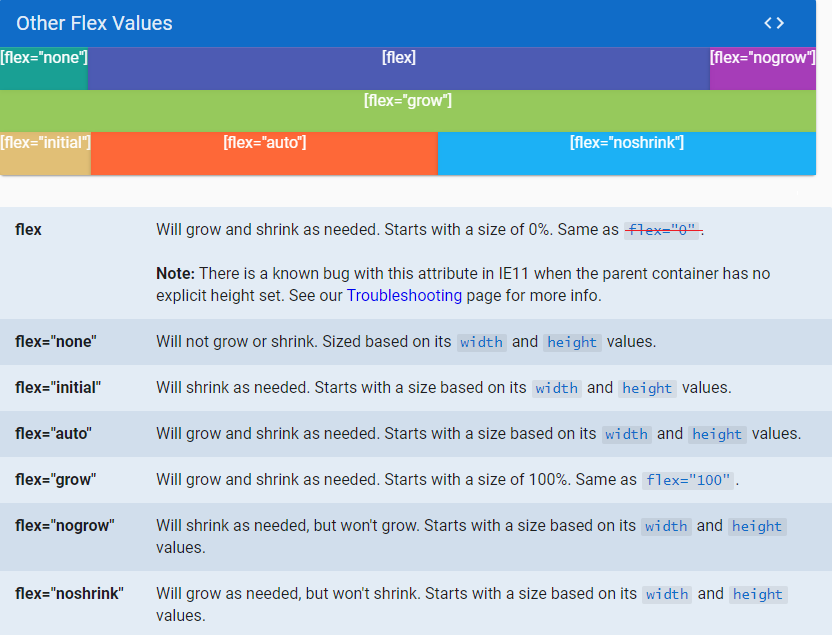 Other Flex Values
<>
[flex="none"] [flex] [flex="nogrow"]
[flex="grow"]
[flex="initial"] [flex="auto"] [flex="noshrink"]
flex Will grow and shrink as needed. Starts with a size of 0%. Same as flex="0".
Note: There is a known bug with this attribute in IE11 when the parent container has no
explicit height set. See our Troubleshooting page for more info.
flex="none" Will not grow or shrink. Sized based on its width and height values.
flex="initial" Will shrink as needed. Starts with a size based on its width and height values.
flex="auto" Will grow and shrink as needed. Starts with a size based on its width and height values.
flex="grow" Will grow and shrink as needed. Starts with a size of 100%. Same as flex="100".
flex="nogrow" Will shrink as needed, but won't grow. Starts with a size based on its width and height
values.
flex="noshrink" Will grow as needed, but won't shrink. Starts with a size based on its width and height
values.